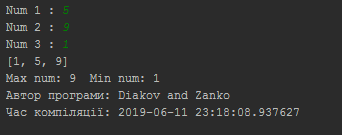 Num 1 : 5
Num 2 : 9
Num 3 : 1
[1, 5, 9]
Max num: 9  Min num: 1
Автор програми: Diakov and Zanko
Час компіляції: 2019-06-11 23:18:08.937627